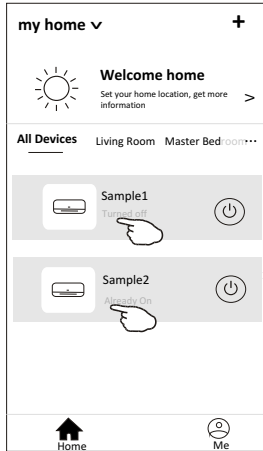 my home
Welcome home
Set your home location, get more
information
All Devices Living Room Master Bedroom
Sample1
Turned off
Sample2
Already On
Home Me